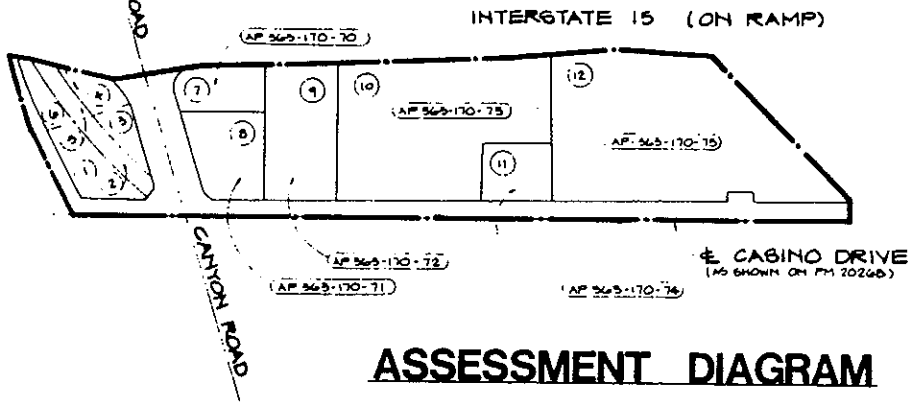 INTERSTATE 15 (ON RAMP)
OAD
(AP 565-170-70)
7
9
10
12
4
6
3
5
8
(AP 565-170-73)
(AP 565-170-75)
11
1
2
(AP 565-170-72)
(AP 565-170-71)
(AP 565-170-74)
℄ CASINO DRIVE
(AS SHOWN ON PM 20268)
CANYON ROAD
ASSESSMENT DIAGRAM